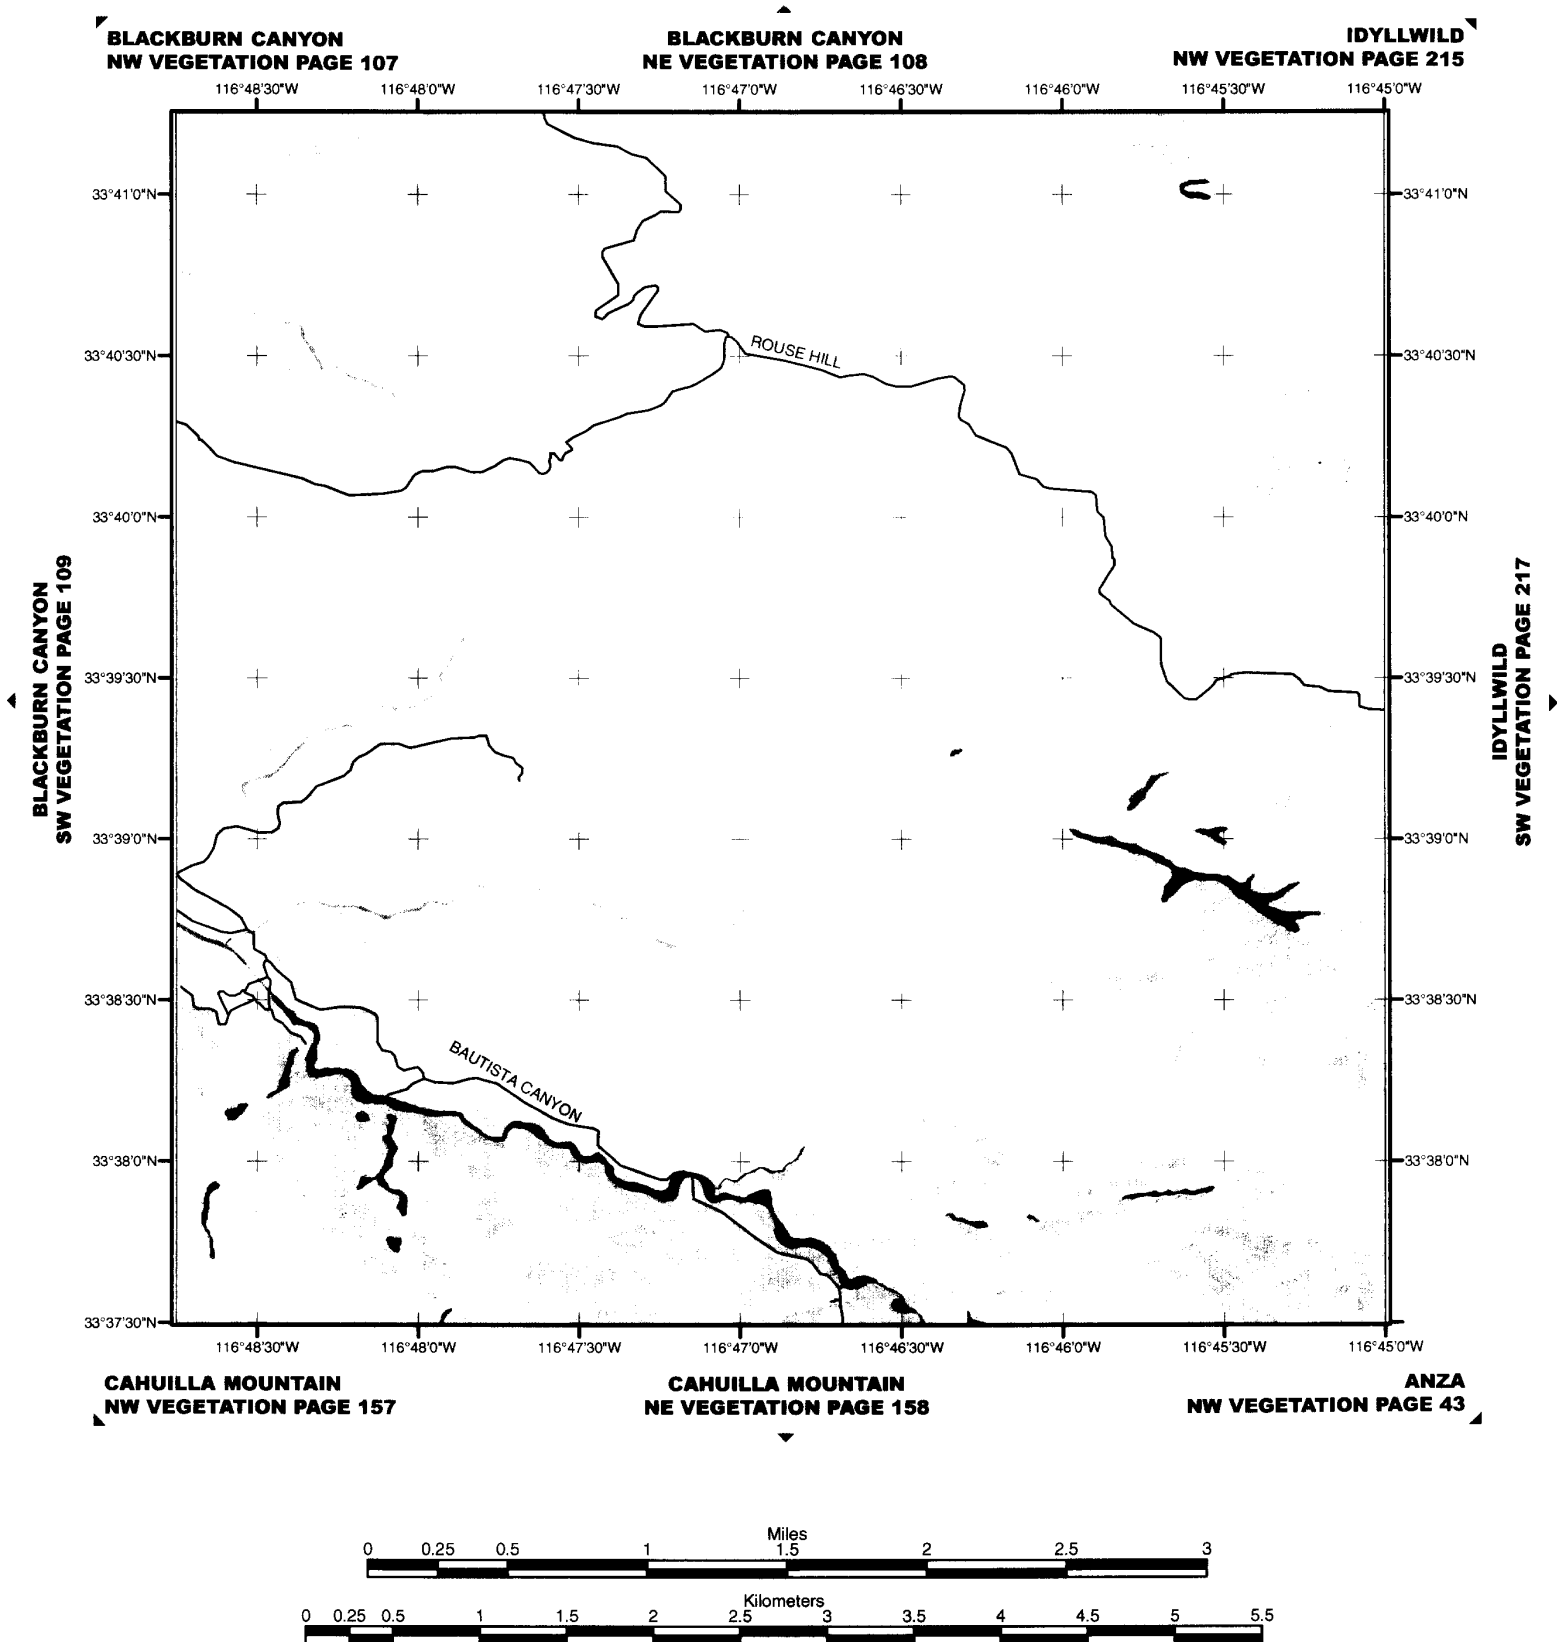 BLACKBURN CANYON
NW VEGETATION PAGE 107
BLACKBURN CANYON
NE VEGETATION PAGE 108
IDYLLWILD
NW VEGETATION PAGE 215
116°48'30"W 116°48'0"W 116°47'30"W 116°47'0"W 116°46'30"W 116°46'0"W 116°45'30"W 116°45'0"W
33°41'0"N 33°41'0"N
ROUSE HILL
33°40'30"N 33°40'30"N
33°40'0"N 33°40'0"N
BLACKBURN CANYON
SW VEGETATION PAGE 109
IDYLLWILD
SW VEGETATION PAGE 217
33°39'30"N 33°39'30"N
33°39'0"N 33°39'0"N
33°38'30"N 33°38'30"N
BAUTISTA CANYON
33°38'0"N 33°38'0"N
33°37'30"N
116°48'30"W 116°48'0"W 116°47'30"W 116°47'0"W 116°46'30"W 116°46'0"W 116°45'30"W 116°45'0"W
CAHUILLA MOUNTAIN
NW VEGETATION PAGE 157
CAHUILLA MOUNTAIN
NE VEGETATION PAGE 158
ANZA
NW VEGETATION PAGE 43
Miles
0 0.25 0.5 1 1.5 2 2.5 3
Kilometers
0 0.25 0.5 1 1.5 2 2.5 3 3.5 4 4.5 5 5.5